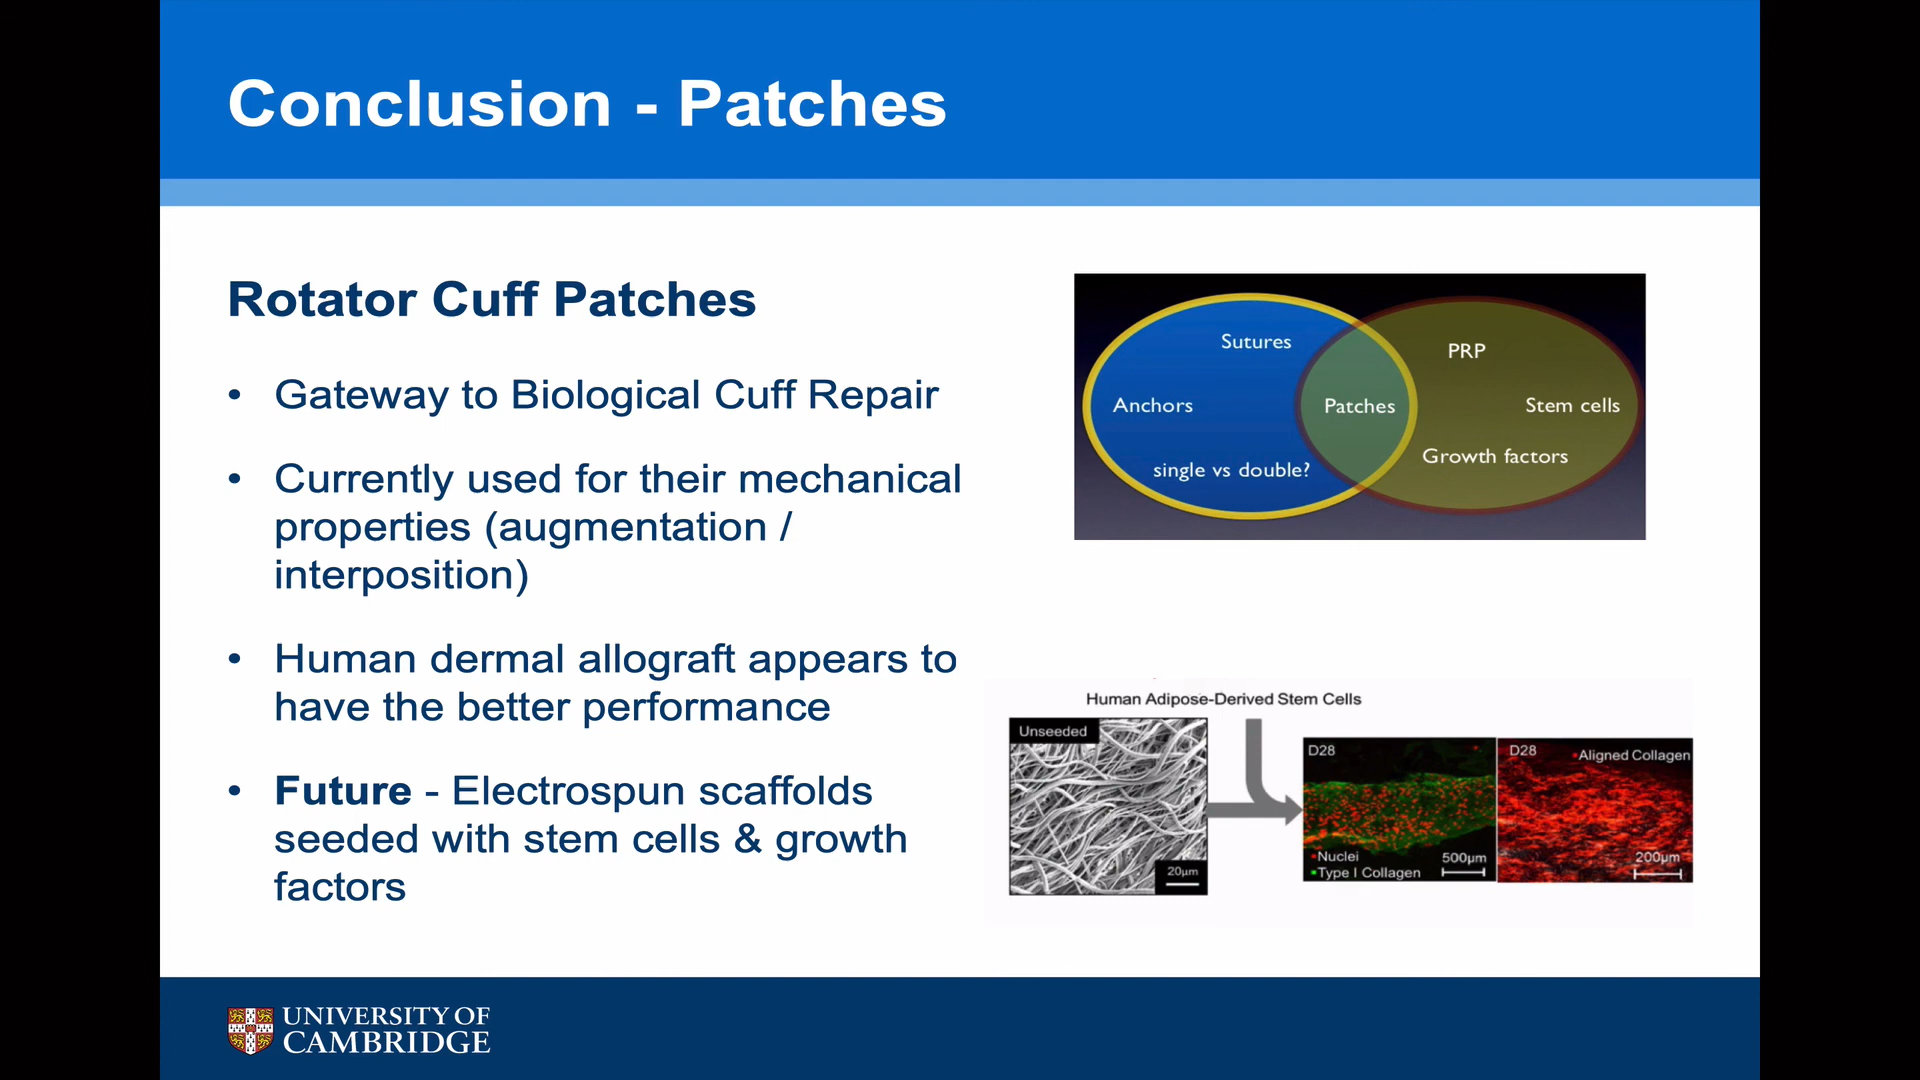 Conclusion - Patches
Rotator Cuff Patches
• Gateway to Biological Cuff Repair
• Currently used for their mechanical
properties (augmentation /
interposition)
• Human dermal allograft appears to
have the better performance
• Future - Electrospun scaffolds
seeded with stem cells & growth
factors
Sutures
PRP
Anchors
Patches
Stem cells
Growth factors
single vs double?
Human Adipose-Derived Stem Cells
Unseeded
20µm
D28
Nuclei
Type I Collagen
500µm
D28
Aligned Collagen
200µm
UNIVERSITY OF
CAMBRIDGE